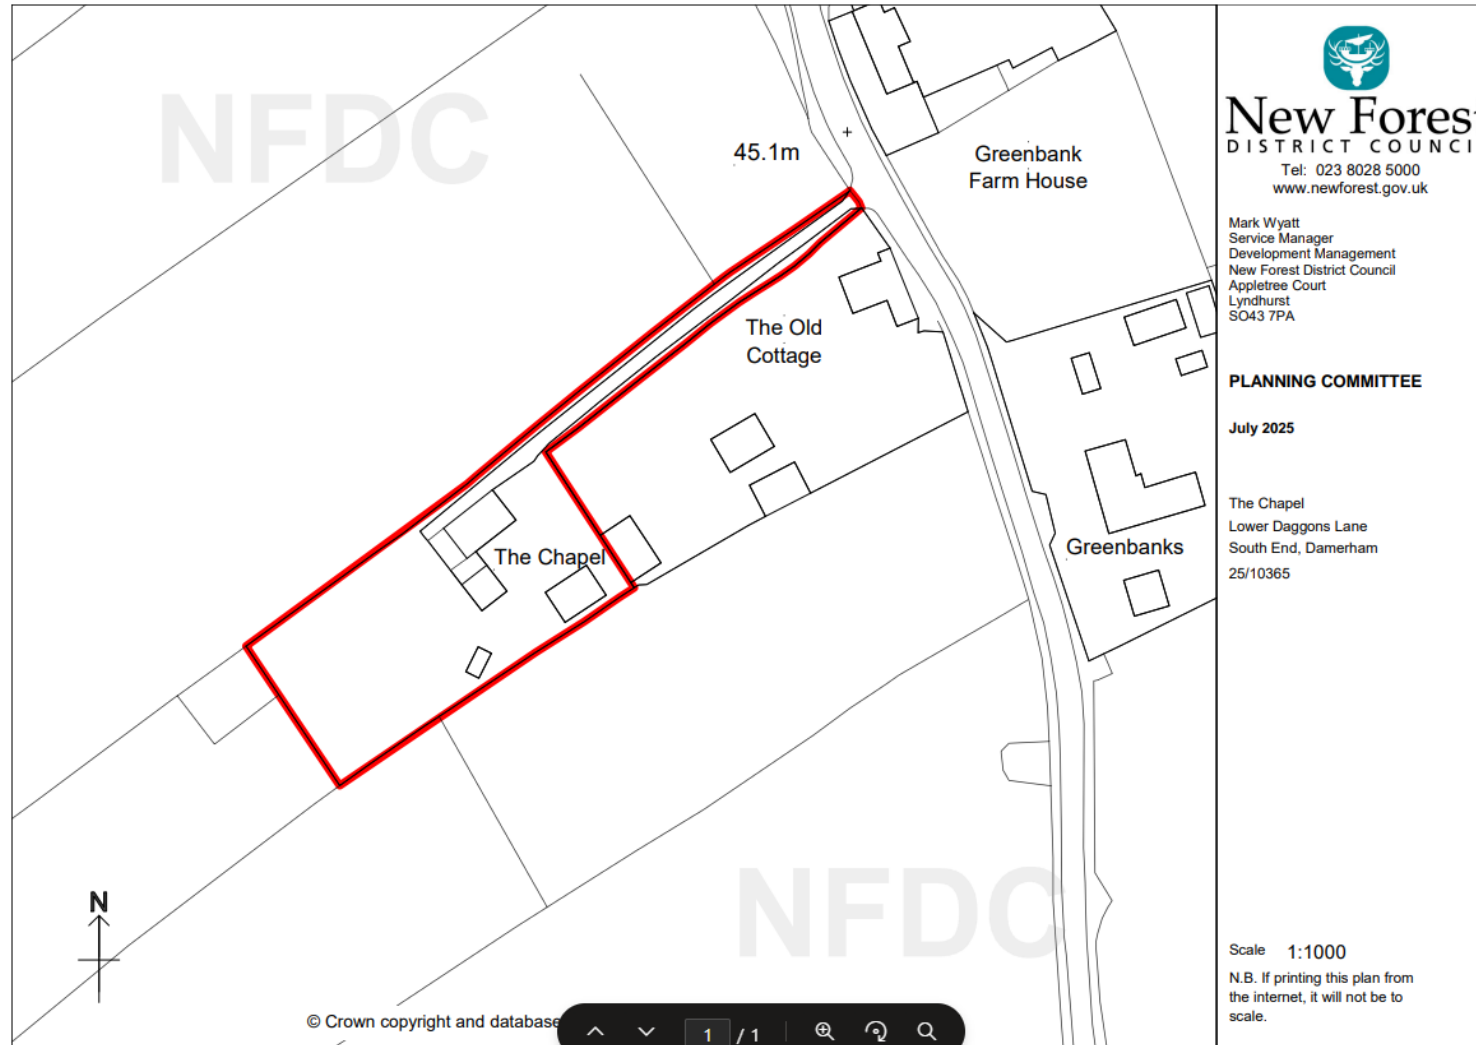 NFDC
45.1m
Greenbank
Farm House
The Old
Cottage
The Chapel
Greenbanks
NFDC
N
© Crown copyright and database
1 / 1
New Fores
DISTRICT COUNCI
Tel: 023 8028 5000
www.newforest.gov.uk
Mark Wyatt
Service Manager
Development Management
New Forest District Council
Appletree Court
Lyndhurst
SO43 7PA
PLANNING COMMITTEE
July 2025
The Chapel
Lower Daggons Lane
South End, Damerham
25/10365
Scale 1:1000
N.B. If printing this plan from
the internet, it will not be to
scale.